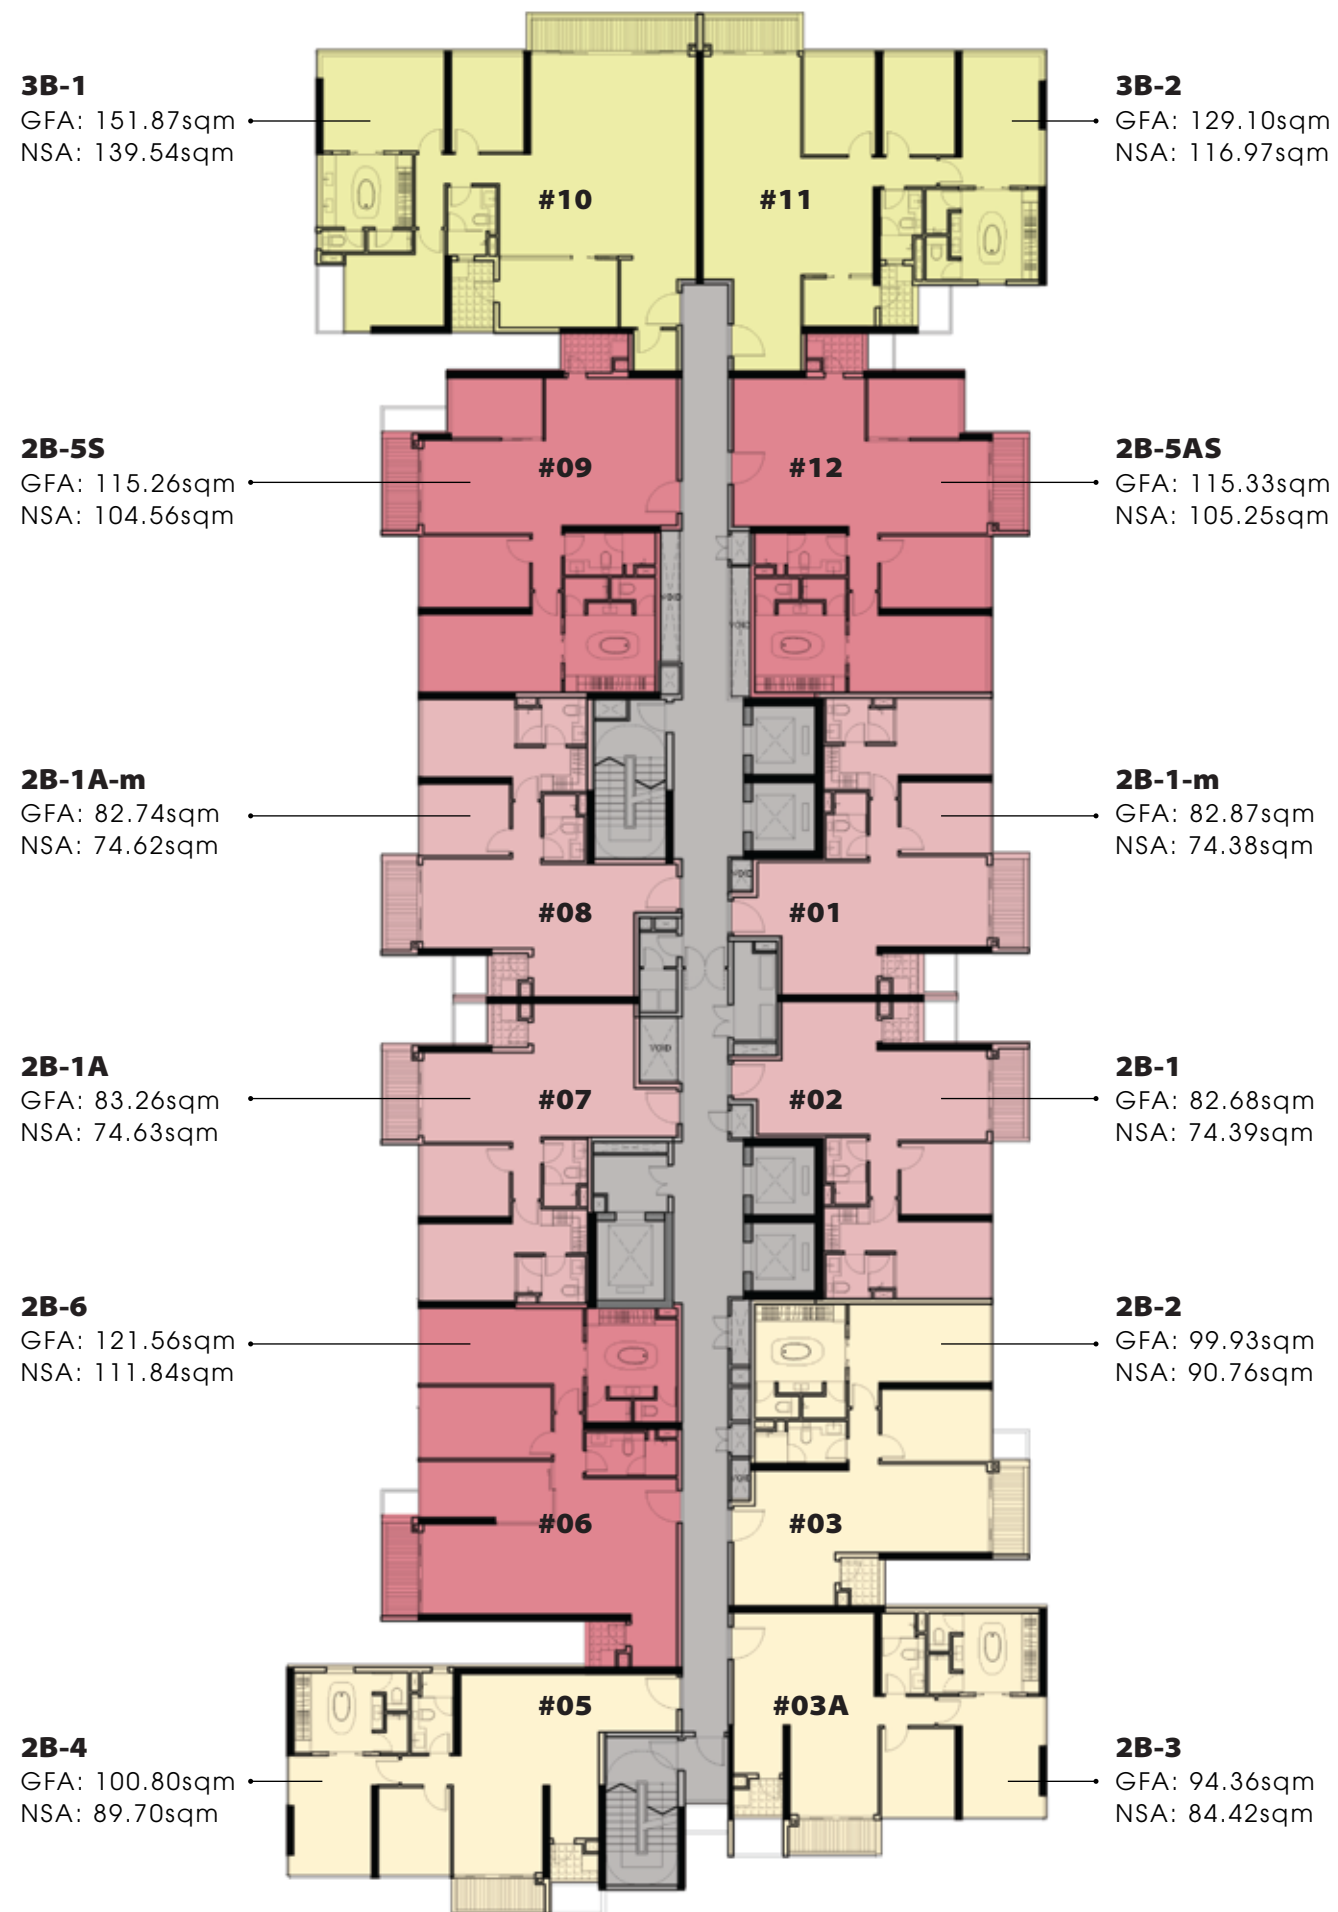 3B-1
GFA: 151.87sqm
NSA: 139.54sqm
3B-2
GFA: 129.10sqm
NSA: 116.97sqm
#10
#11
2B-5S
GFA: 115.26sqm
NSA: 104.56sqm
#09
#12
2B-5AS
GFA: 115.33sqm
NSA: 105.25sqm
VOID
VOID
2B-1A-m
GFA: 82.74sqm
NSA: 74.62sqm
2B-1-m
GFA: 82.87sqm
NSA: 74.38sqm
VOID
#08
#01
VOID
2B-1A
GFA: 83.26sqm
NSA: 74.63sqm
#07
#02
2B-1
GFA: 82.68sqm
NSA: 74.39sqm
2B-6
GFA: 121.56sqm
NSA: 111.84sqm
2B-2
GFA: 99.93sqm
NSA: 90.76sqm
VOID
#06
#03
#05
#03A
2B-4
GFA: 100.80sqm
NSA: 89.70sqm
2B-3
GFA: 94.36sqm
NSA: 84.42sqm